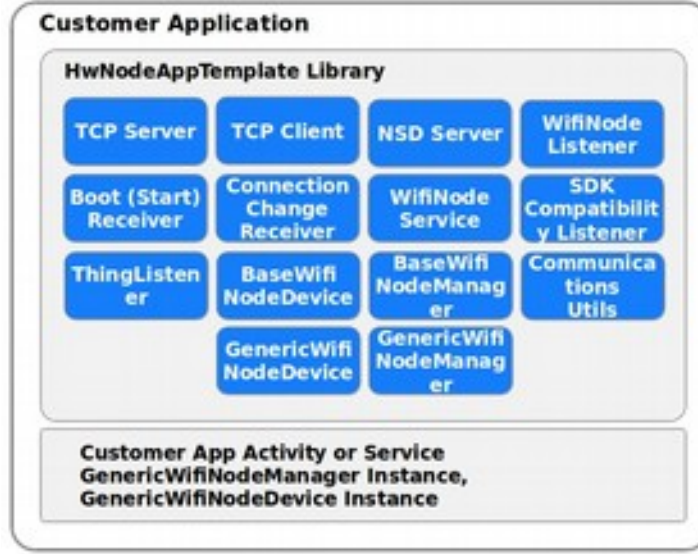 Customer Application
HwNodeAppTemplate Library
TCP Server
TCP Client
NSD Server
WifiNode
Listener
Boot (Start)
Receiver
Connection
Change
Receiver
WifiNode
Service
SDK
Compatibilit
y Listener
ThingListen
er
BaseWifi
NodeDevice
BaseWifi
NodeManag
er
Communica
tions
Utils
GenericWifi
NodeDevice
GenericWifi
NodeManag
er
Customer App Activity or Service
GenericWifiNodeManager Instance,
GenericWifiNodeDevice Instance